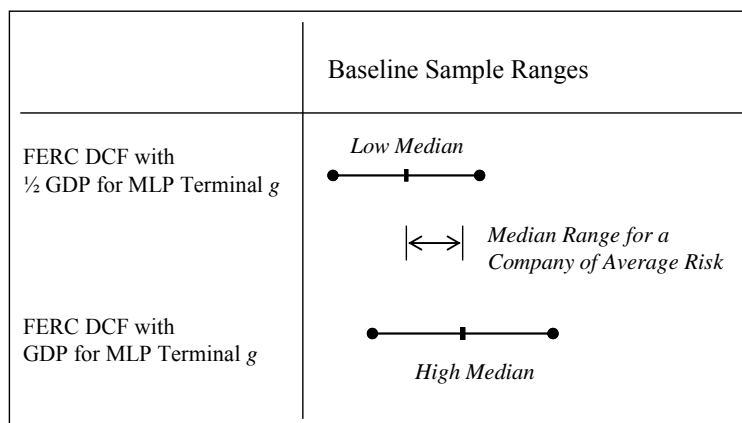 Baseline Sample Ranges
FERC DCF with
½ GDP for MLP Terminal g
Low Median
Median Range for a
Company of Average Risk
FERC DCF with
GDP for MLP Terminal g
High Median